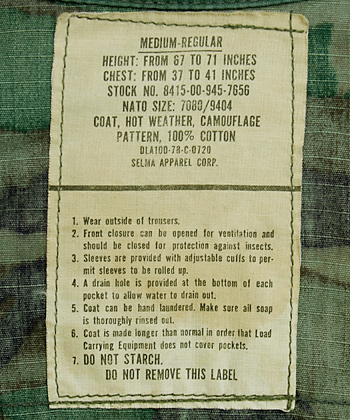 MEDIUM-REGULAR
HEIGHT: FROM 67 TO 71 INCHES
CHEST: FROM 37 TO 41 INCHES
STOCK NO. 8415-00-945-7656
NATO SIZE: 7080/9404
COAT, HOT WEATHER, CAMOUFLAGE
PATTERN, 100% COTTON
DLA100-78-C-0720
SELMA APPAREL CORP.
1. Wear outside of trousers.
2. Front closure can be opened for ventilation and
should be closed for protection against insects.
3. Sleeves are provided with adjustable cuffs to per-
mit sleeves to be rolled up.
4. A drain hole is provided at the bottom of each
pocket to allow water to drain out.
5. Coat can be hand laundered. Make sure all soap
is thoroughly rinsed out.
6. Coat is made longer than normal in order that Load
Carrying Equipment does not cover pockets.
7. DO NOT STARCH.
DO NOT REMOVE THIS LABEL